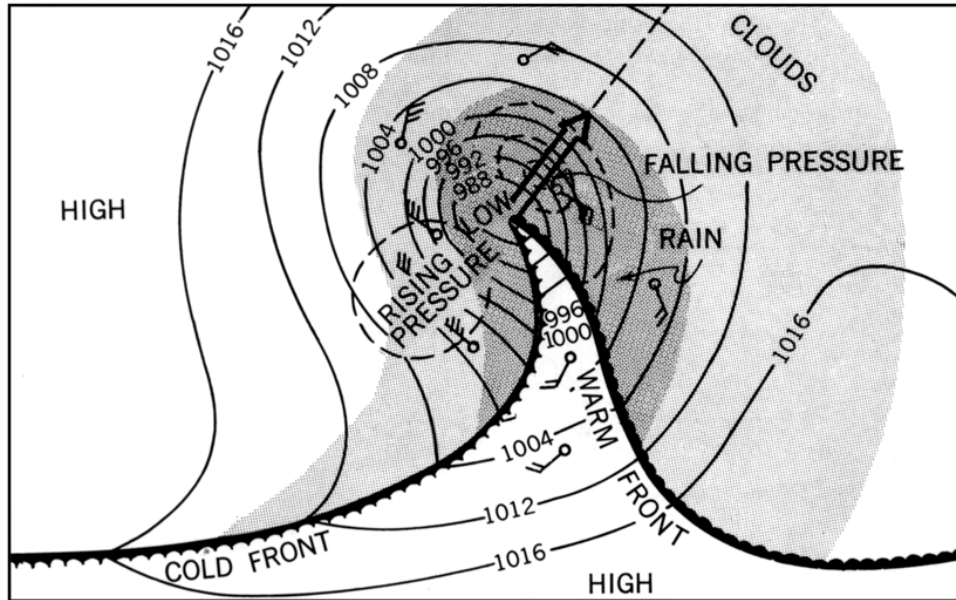 1016
1012
1008
1004
1000
996
992
988
LOW
CLOUDS
FALLING PRESSURE
HIGH
RAIN
RISING
PRESSURE
996
1000
1016
WARM
FRONT
1004
1012
1016
COLD FRONT
HIGH